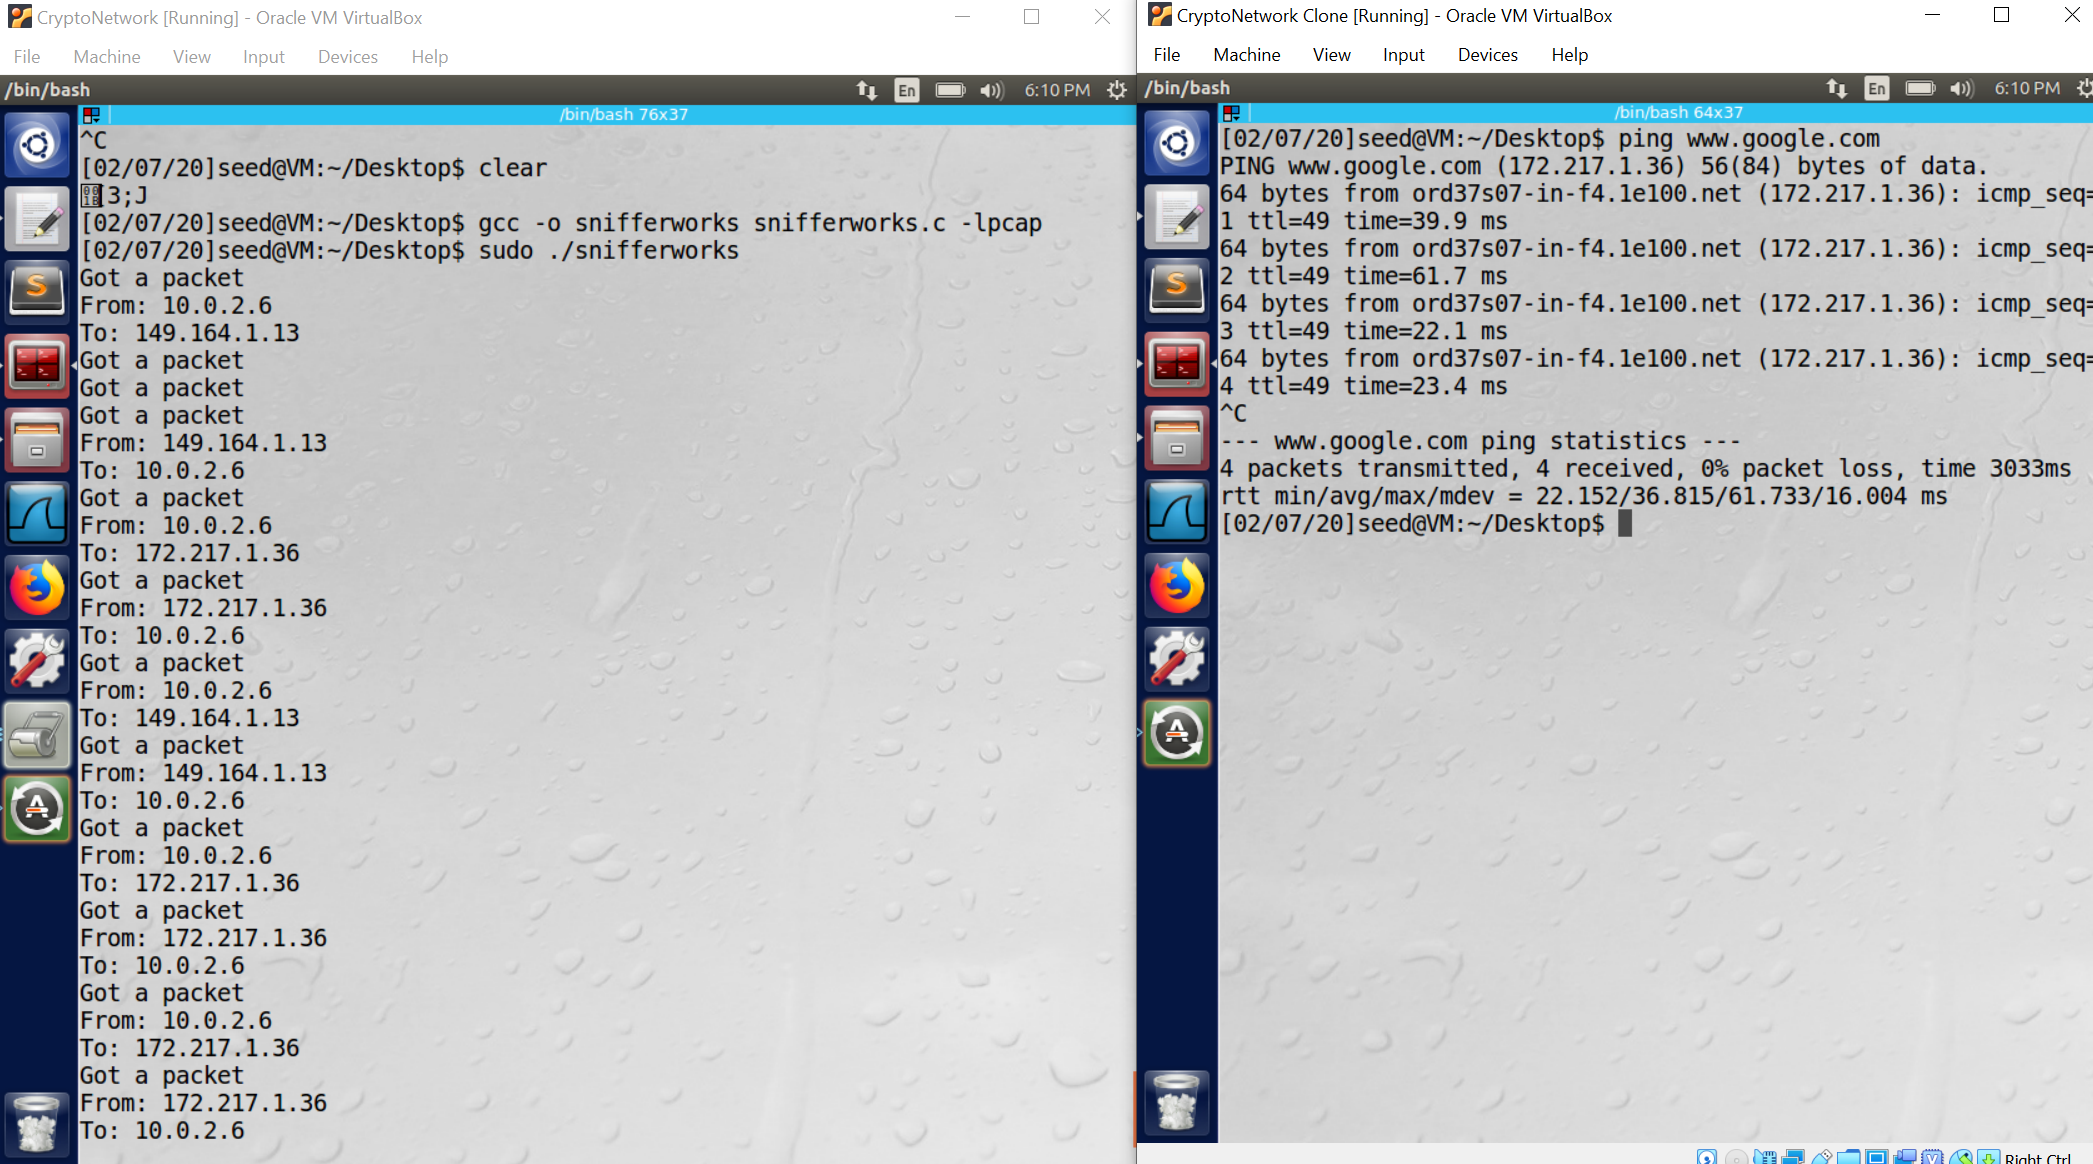 CryptoNetwork [Running] - Oracle VM VirtualBox
File Machine View Input Devices Help
/bin/bash
En
6:10 PM
/bin/bash 76x37
^C
[02/07/20]seed@VM:~/Desktop$ clear
001B[3;J
[02/07/20]seed@VM:~/Desktop$ gcc -o snifferworks snifferworks.c -lpcap
[02/07/20]seed@VM:~/Desktop$ sudo ./snifferworks
Got a packet
From: 10.0.2.6
To: 149.164.1.13
Got a packet
Got a packet
Got a packet
From: 149.164.1.13
To: 10.0.2.6
Got a packet
From: 10.0.2.6
To: 172.217.1.36
Got a packet
From: 172.217.1.36
To: 10.0.2.6
Got a packet
From: 10.0.2.6
To: 149.164.1.13
Got a packet
From: 149.164.1.13
To: 10.0.2.6
Got a packet
From: 10.0.2.6
To: 172.217.1.36
Got a packet
From: 172.217.1.36
To: 10.0.2.6
Got a packet
From: 10.0.2.6
To: 172.217.1.36
Got a packet
From: 172.217.1.36
To: 10.0.2.6
CryptoNetwork Clone [Running] - Oracle VM VirtualBox
File Machine View Input Devices Help
/bin/bash
En
6:10 PM
/bin/bash 64x37
[02/07/20]seed@VM:~/Desktop$ ping www.google.com
PING www.google.com (172.217.1.36) 56(84) bytes of data.
64 bytes from ord37s07-in-f4.1e100.net (172.217.1.36): icmp_seq=
1 ttl=49 time=39.9 ms
64 bytes from ord37s07-in-f4.1e100.net (172.217.1.36): icmp_seq=
2 ttl=49 time=61.7 ms
64 bytes from ord37s07-in-f4.1e100.net (172.217.1.36): icmp_seq=
3 ttl=49 time=22.1 ms
64 bytes from ord37s07-in-f4.1e100.net (172.217.1.36): icmp_seq=
4 ttl=49 time=23.4 ms
^C
--- www.google.com ping statistics ---
4 packets transmitted, 4 received, 0% packet loss, time 3033ms
rtt min/avg/max/mdev = 22.152/36.815/61.733/16.004 ms
[02/07/20]seed@VM:~/Desktop$
Right Ctrl